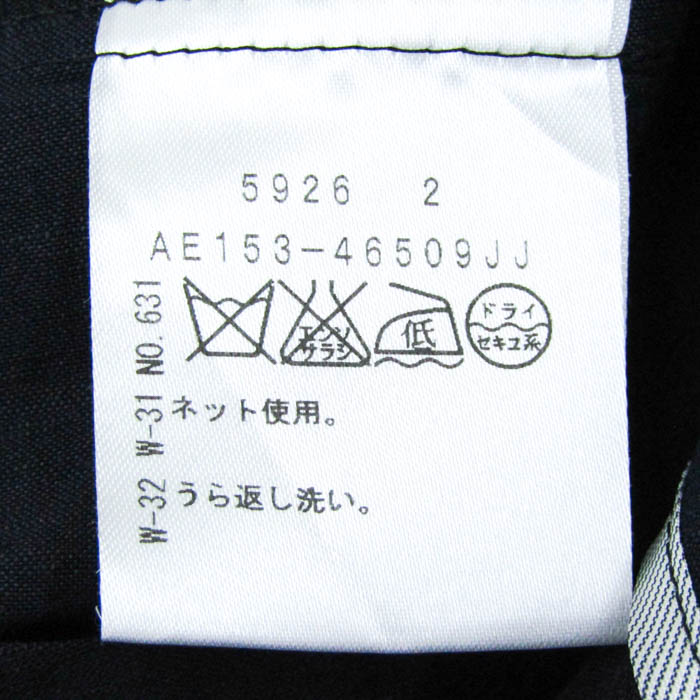 5926 2
AE153-46509JJ
エンソ
サラシ
低
ドライ
セキユ系
ネット使用。
うら返し洗い。
W-32 W-31 NO.631